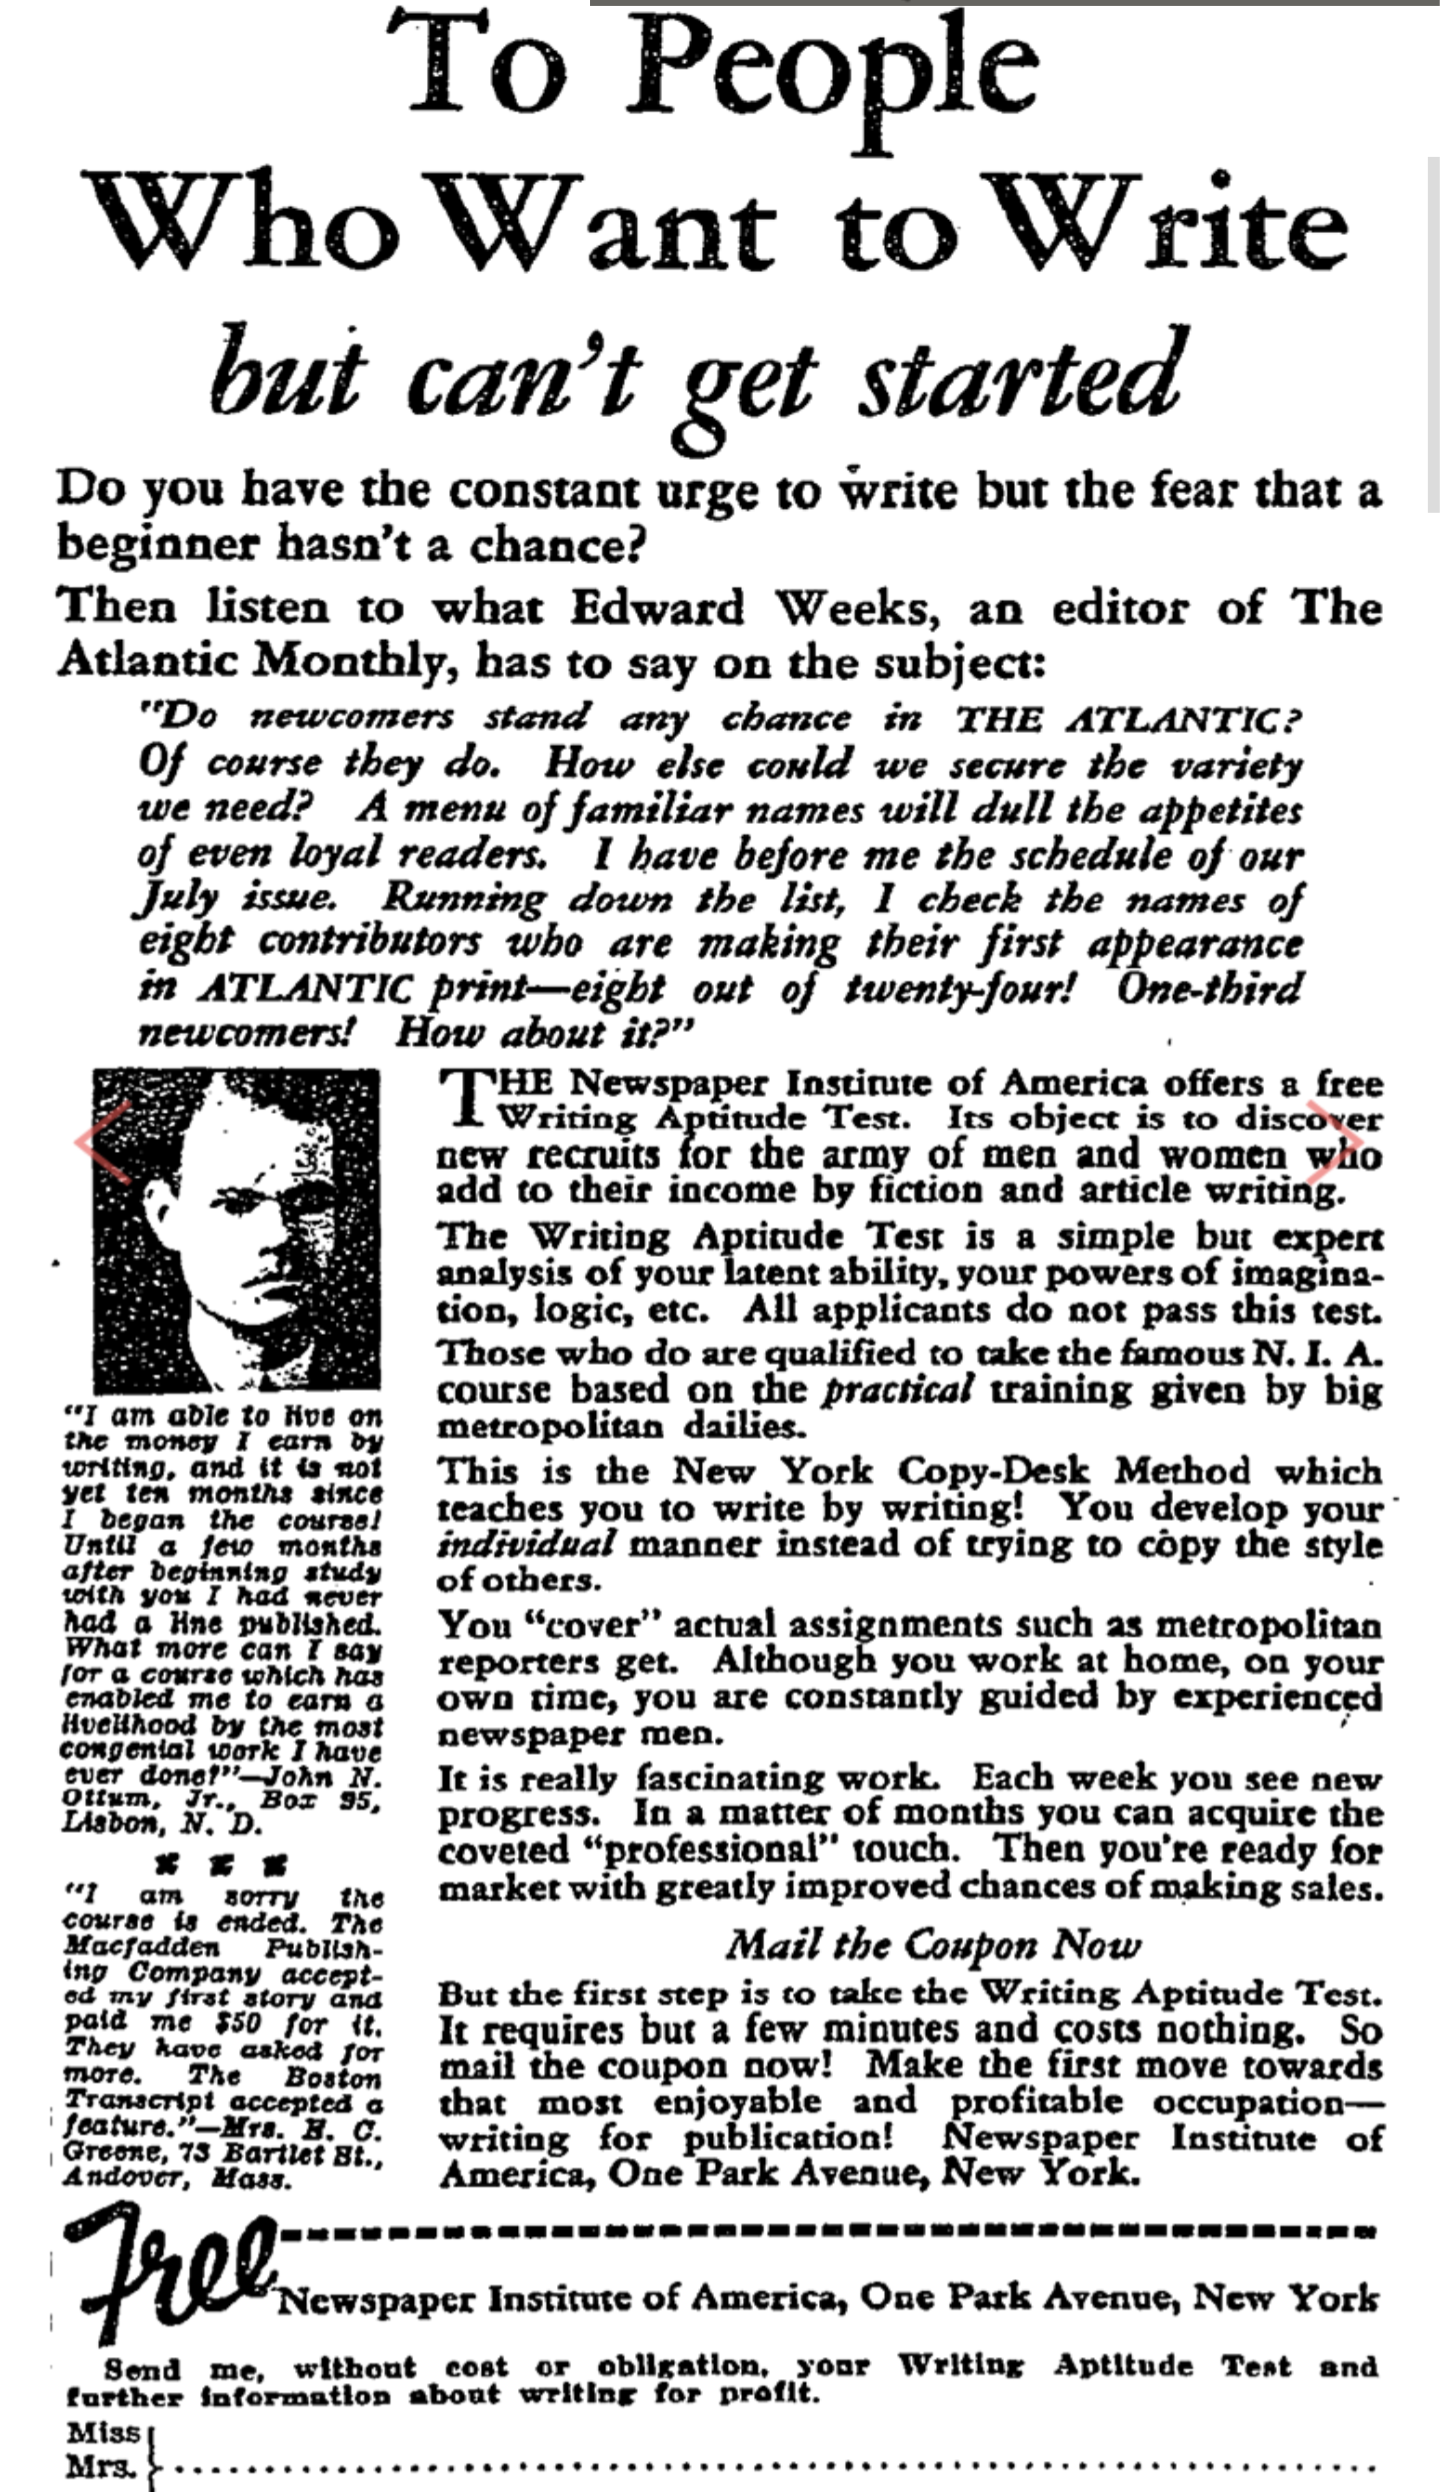 To People
Who Want to Write
but can't get started
Do you have the constant urge to write but the fear that a
beginner hasn't a chance?
Then listen to what Edward Weeks, an editor of The
Atlantic Monthly, has to say on the subject:
"Do newcomers stand any chance in THE ATLANTIC?
Of course they do. How else could we secure the variety
we need? A menu of familiar names will dull the appetites
of even loyal readers. I have before me the schedule of our
July issue. Running down the list, I check the names of
eight contributors who are making their first appearance
in ATLANTIC print—eight out of twenty-four! One-third
newcomers! How about it?"
"I am able to live on
the money I earn by
writing, and it is not
yet ten months since
I began the course!
Until a few months
after beginning study
with you I had never
had a line published.
What more can I say
for a course which has
enabled me to earn a
livelihood by the most
congenial work I have
ever done!"—John N.
Ottum, Jr., Box 95,
Lisbon, N. D.
"I am sorry the
course is ended. The
Macfadden Publish-
ing Company accept-
ed my first story and
paid me $50 for it.
They have asked for
more. The Boston
Transcript accepted a
feature."—Mrs. H. C.
Greene, 73 Bartlet St.,
Andover, Mass.
THE Newspaper Institute of America offers a free
Writing Aptitude Test. Its object is to discover
new recruits for the army of men and women who
add to their income by fiction and article writing.
The Writing Aptitude Test is a simple but expert
analysis of your latent ability, your powers of imagina-
tion, logic, etc. All applicants do not pass this test.
Those who do are qualified to take the famous N. I. A.
course based on the practical training given by big
metropolitan dailies.
This is the New York Copy-Desk Method which
teaches you to write by writing! You develop your
individual manner instead of trying to copy the style
of others.
You "cover" actual assignments such as metropolitan
reporters get. Although you work at home, on your
own time, you are constantly guided by experienced
newspaper men.
It is really fascinating work. Each week you see new
progress. In a matter of months you can acquire the
coveted "professional" touch. Then you're ready for
market with greatly improved chances of making sales.
Mail the Coupon Now
But the first step is to take the Writing Aptitude Test.
It requires but a few minutes and costs nothing. So
mail the coupon now! Make the first move towards
that most enjoyable and profitable occupation—
writing for publication! Newspaper Institute of
America, One Park Avenue, New York.
Free
Newspaper Institute of America, One Park Avenue, New York
Send me, without cost or obligation, your Writing Aptitude Test and
further information about writing for profit.
Miss
Mrs.